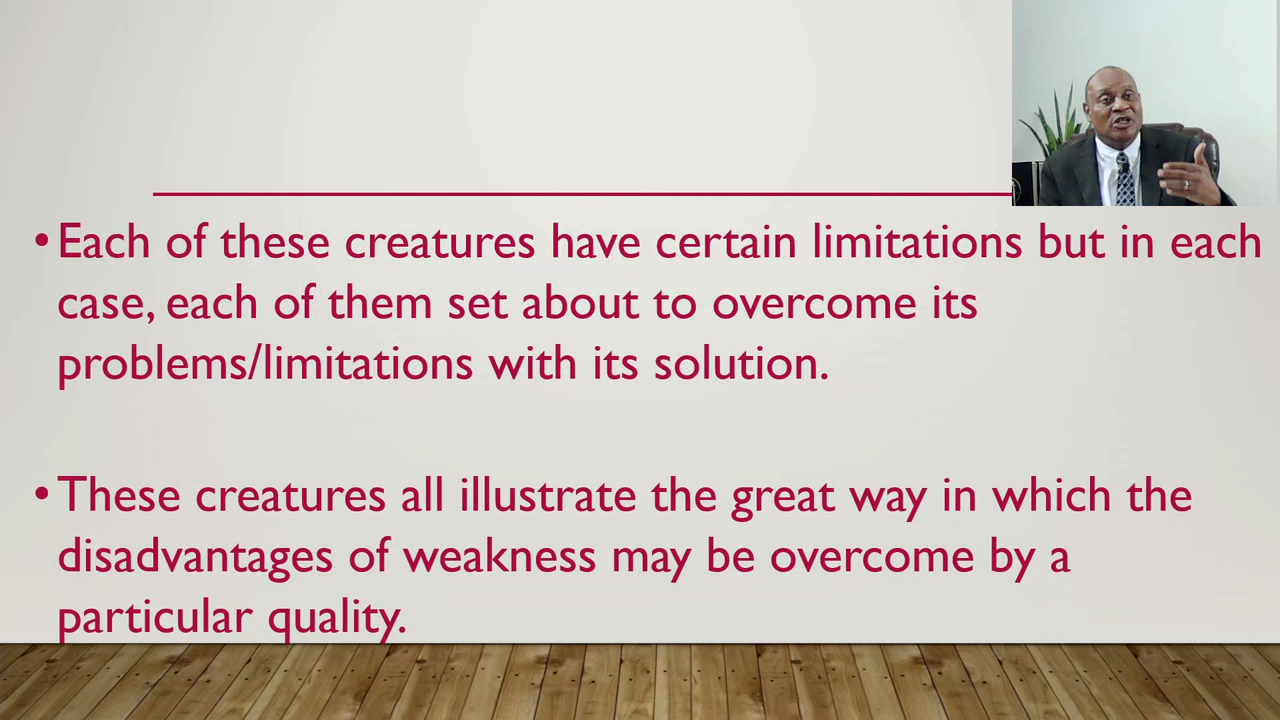 • Each of these creatures have certain limitations but in each
case, each of them set about to overcome its
problems/limitations with its solution.
• These creatures all illustrate the great way in which the
disadvantages of weakness may be overcome by a
particular quality.